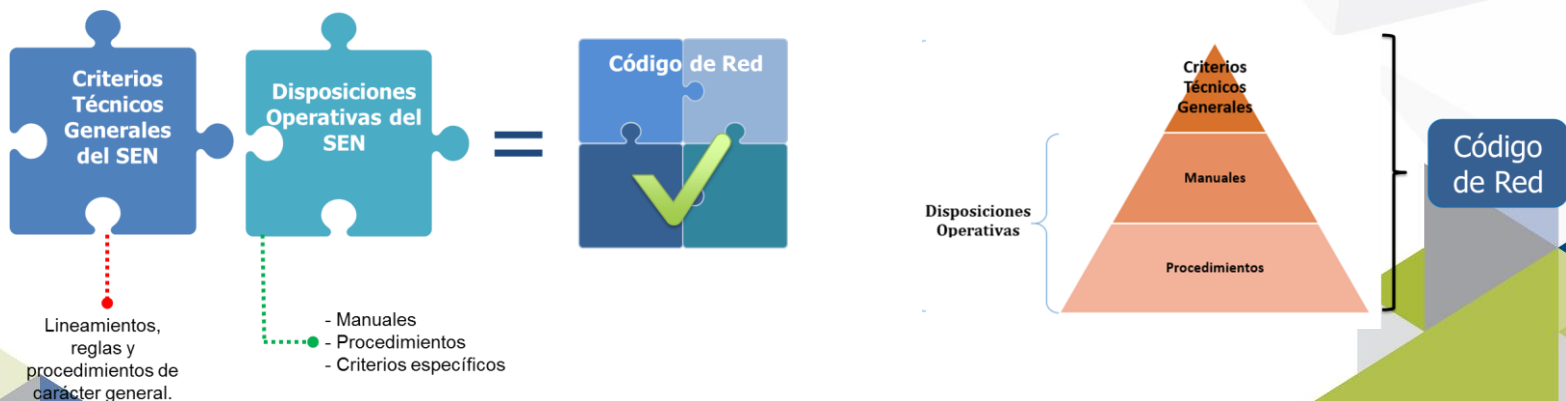 Criterios
Técnicos
Generales
del SEN
Disposiciones
Operativas del
SEN
=
Código de Red
Lineamientos,
reglas y
procedimientos de
carácter general.
- Manuales
- Procedimientos
- Criterios específicos
Criterios
Técnicos
Generales
Manuales
Procedimientos
Disposiciones
Operativas
Código
de Red